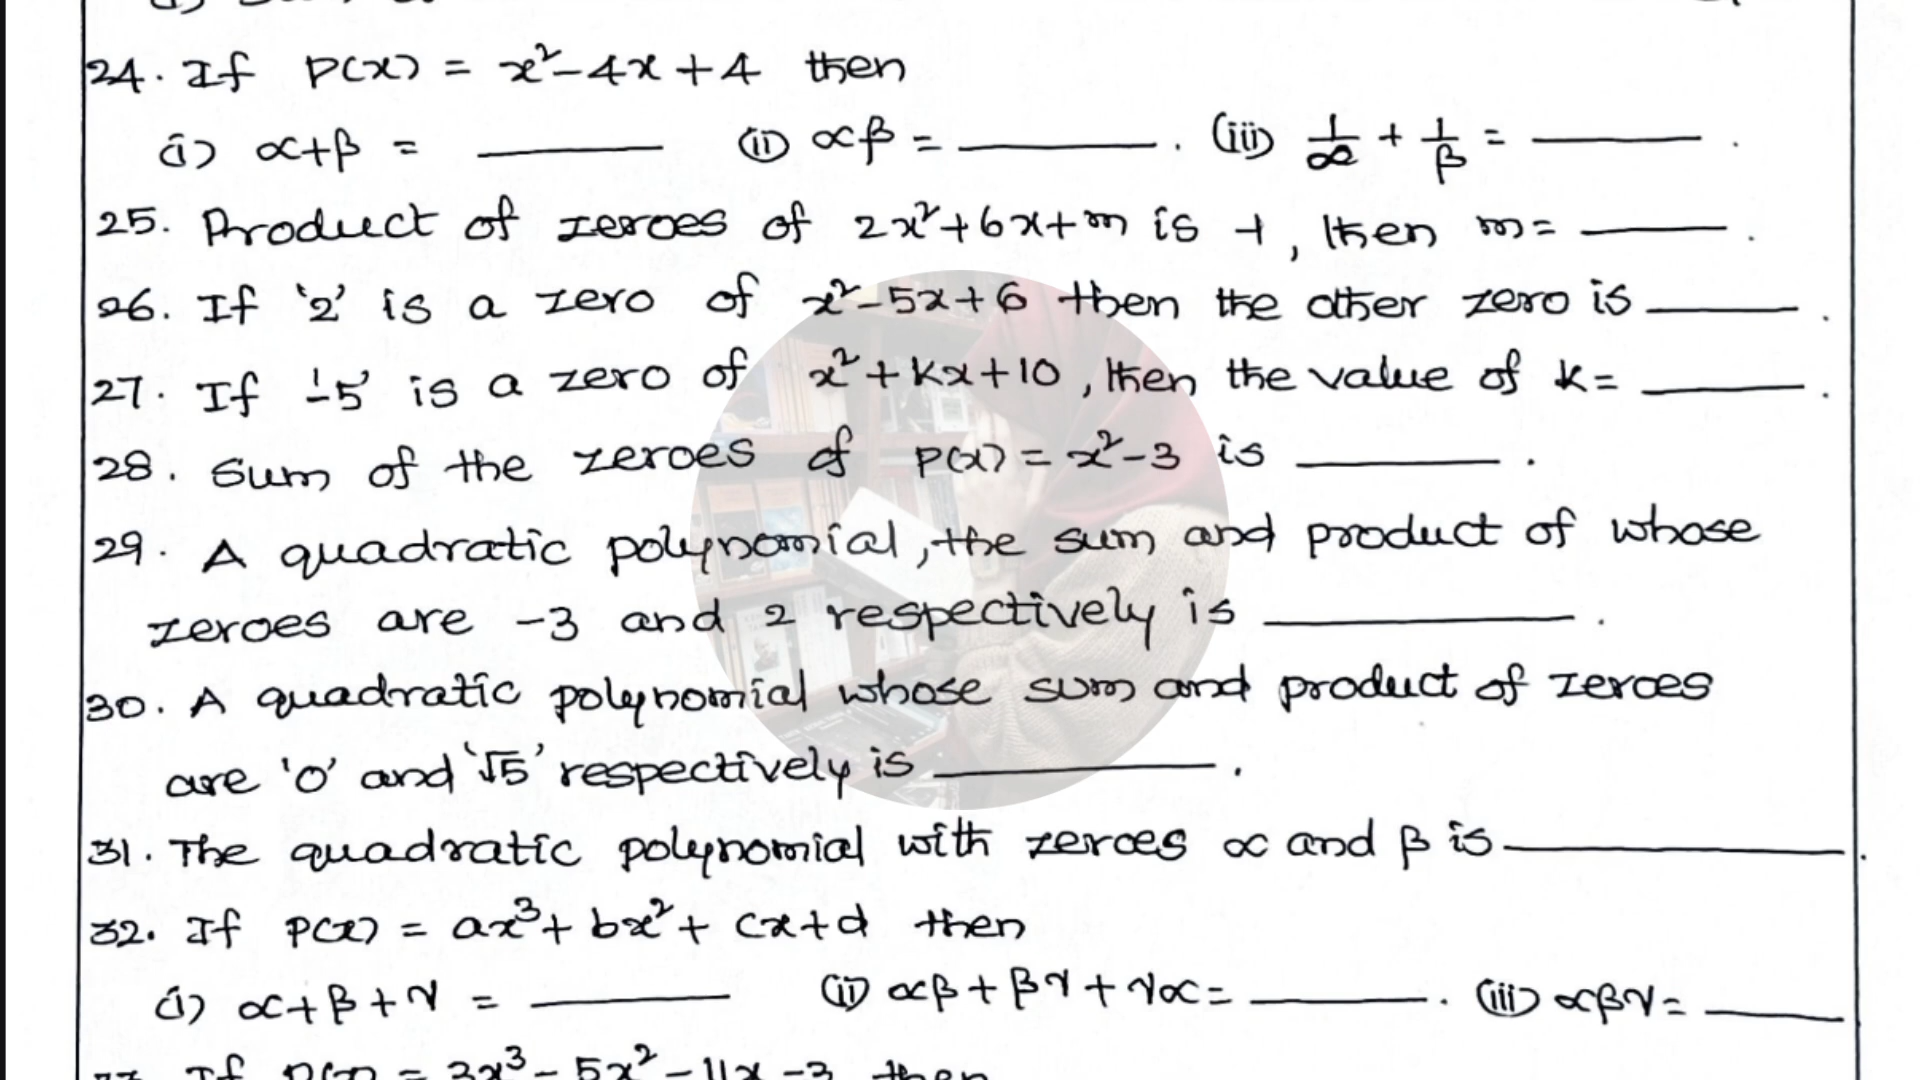 24. If P(x) = x²-4x+4 then
(i) α+β = ______ (ii) αβ = ______. (iii) 1/α + 1/β = ______.
25. Product of zeroes of 2x²+6x+m is -1, then m= ______.
26. If '2' is a zero of x²-5x+6 then the other zero is ______.
27. If '-5' is a zero of x²+kx+10, then the value of k= ______.
28. Sum of the zeroes of P(x) = x²-3 is ______.
29. A quadratic polynomial, the sum and product of whose
zeroes are -3 and 2 respectively is ______.
30. A quadratic polynomial whose sum and product of zeroes
are '0' and '√5' respectively is ______.
31. The quadratic polynomial with zeroes α and β is ______.
32. If P(x) = ax³+ bx²+ cx+d then
(i) α+β+γ = ______ (ii) αβ+βγ+γα= ______. (iii) αβγ= ______
If P(x) = 3x³-5x²-11x-3 then